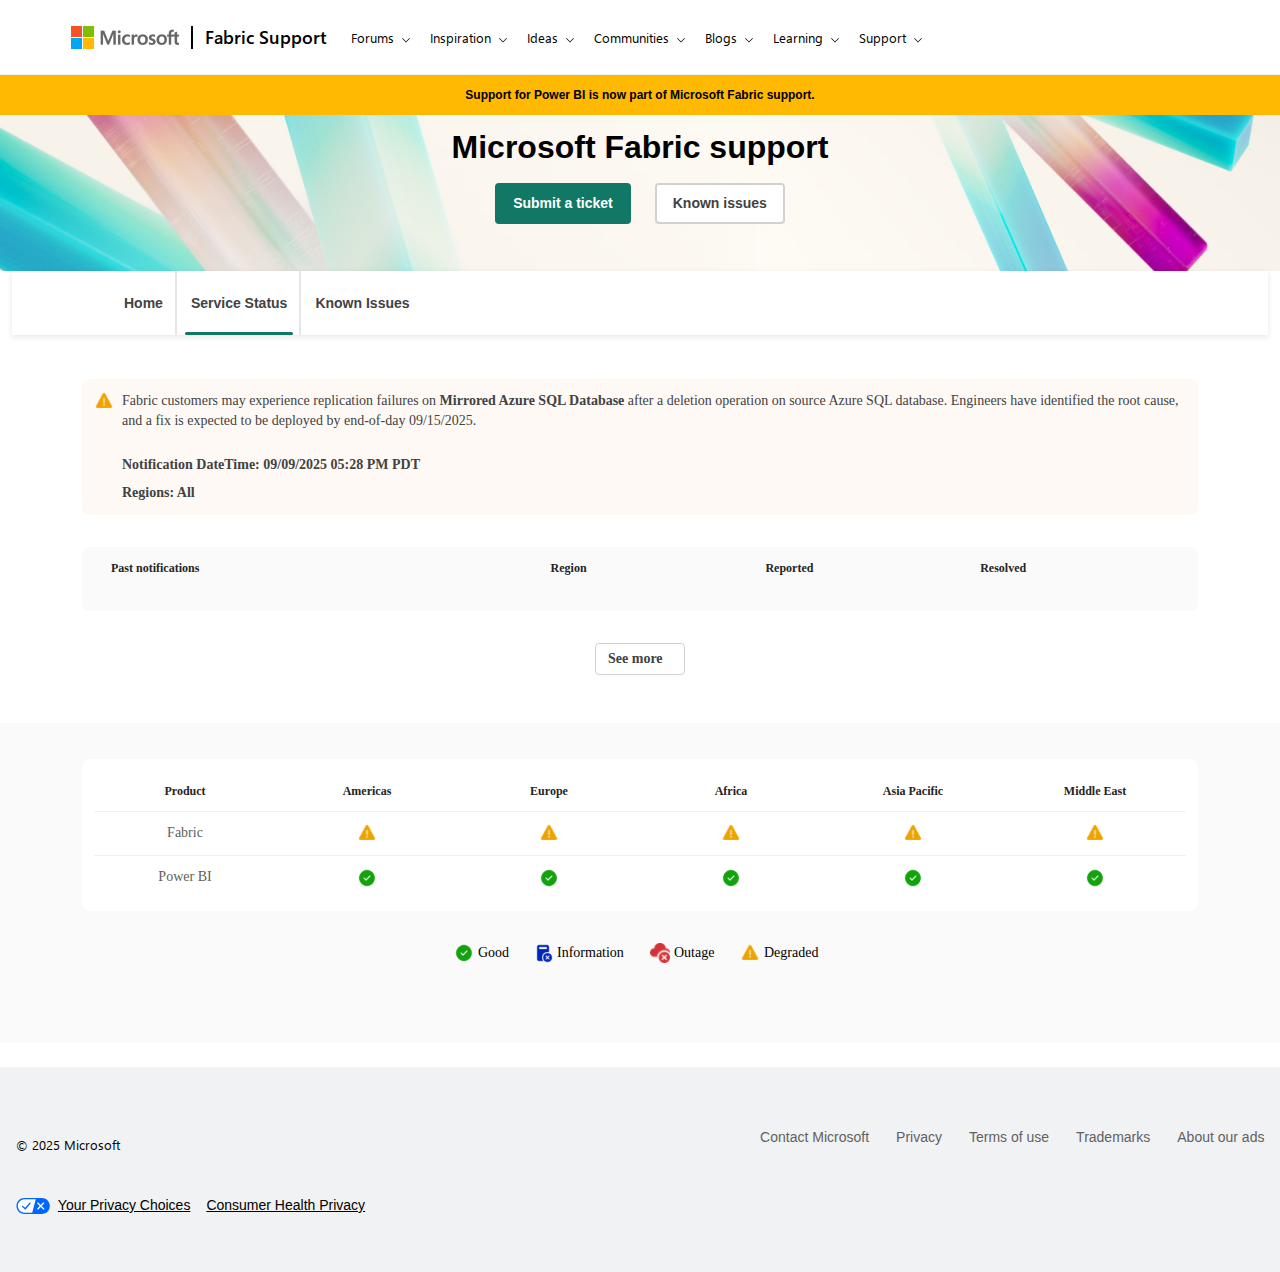 Microsoft | Fabric Support Forums Inspiration Ideas Communities Blogs Learning Support
Support for Power BI is now part of Microsoft Fabric support.
Microsoft Fabric support
Submit a ticket Known issues
Home Service Status Known Issues
Fabric customers may experience replication failures on Mirrored Azure SQL Database after a deletion operation on source Azure SQL database. Engineers have identified the root cause,
and a fix is expected to be deployed by end-of-day 09/15/2025.
Notification DateTime: 09/09/2025 05:28 PM PDT
Regions: All
Past notifications Region Reported Resolved
See more
Product Americas Europe Africa Asia Pacific Middle East
Fabric
Power BI
Good Information Outage Degraded
Contact Microsoft Privacy Terms of use Trademarks About our ads
© 2025 Microsoft
Your Privacy Choices Consumer Health Privacy